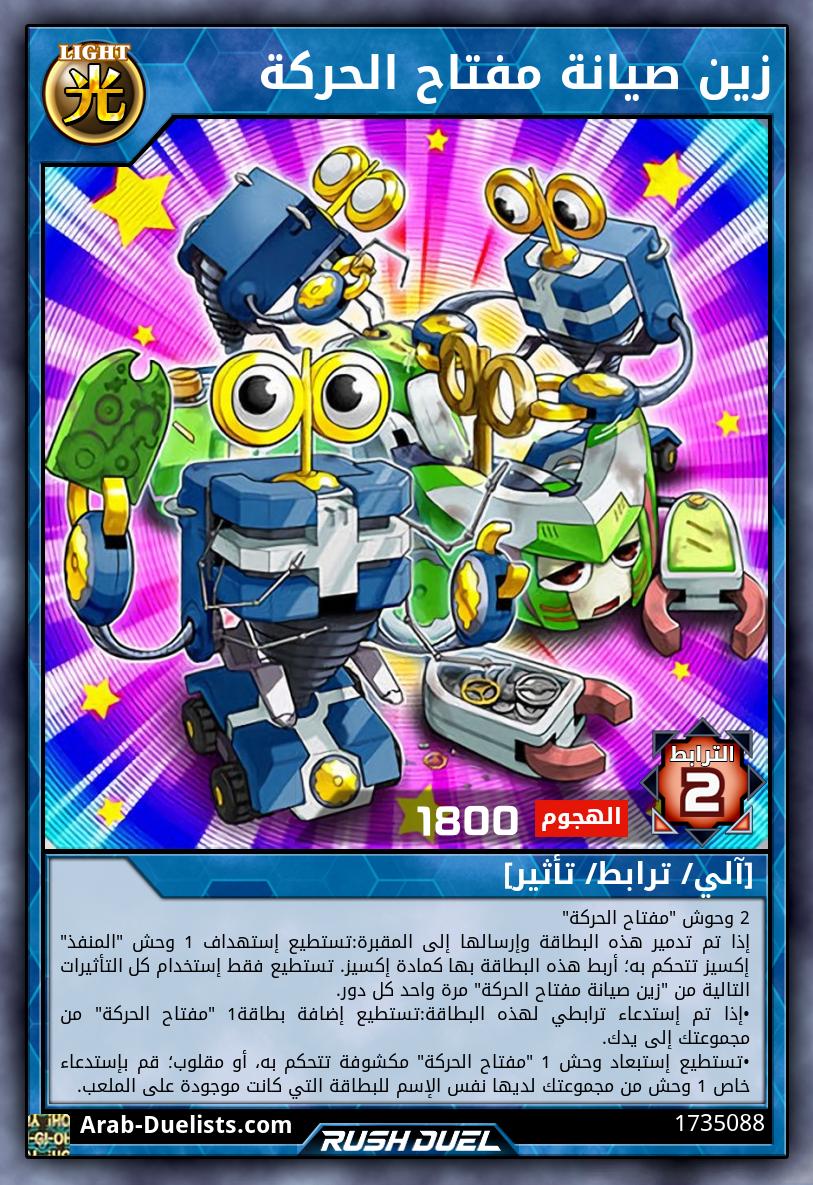 LIGHT
光
زين صيانة مفتاح الحركة
الترابط
2
الهجوم 1800
[آلي/ ترابط/ تأثير]
2 وحوش "مفتاح الحركة"
إذا تم تدمير هذه البطاقة وإرسالها إلى المقبرة:تستطيع إستهداف 1 وحش "المنفذ"
إكسيز تتحكم به؛ أربط هذه البطاقة بها كمادة إكسيز. تستطيع فقط إستخدام كل التأثيرات
التالية من "زين صيانة مفتاح الحركة" مرة واحد كل دور.
•إذا تم إستدعاء ترابطي لهذه البطاقة:تستطيع إضافة بطاقة1 "مفتاح الحركة" من
مجموعتك إلى يدك.
•تستطيع إستبعاد وحش 1 "مفتاح الحركة" مكشوفة تتحكم به، أو مقلوب؛ قم بإستدعاء
خاص 1 وحش من مجموعتك لديها نفس الإسم للبطاقة التي كانت موجودة على الملعب.
Arab-Duelists.com
RUSH DUEL
1735088